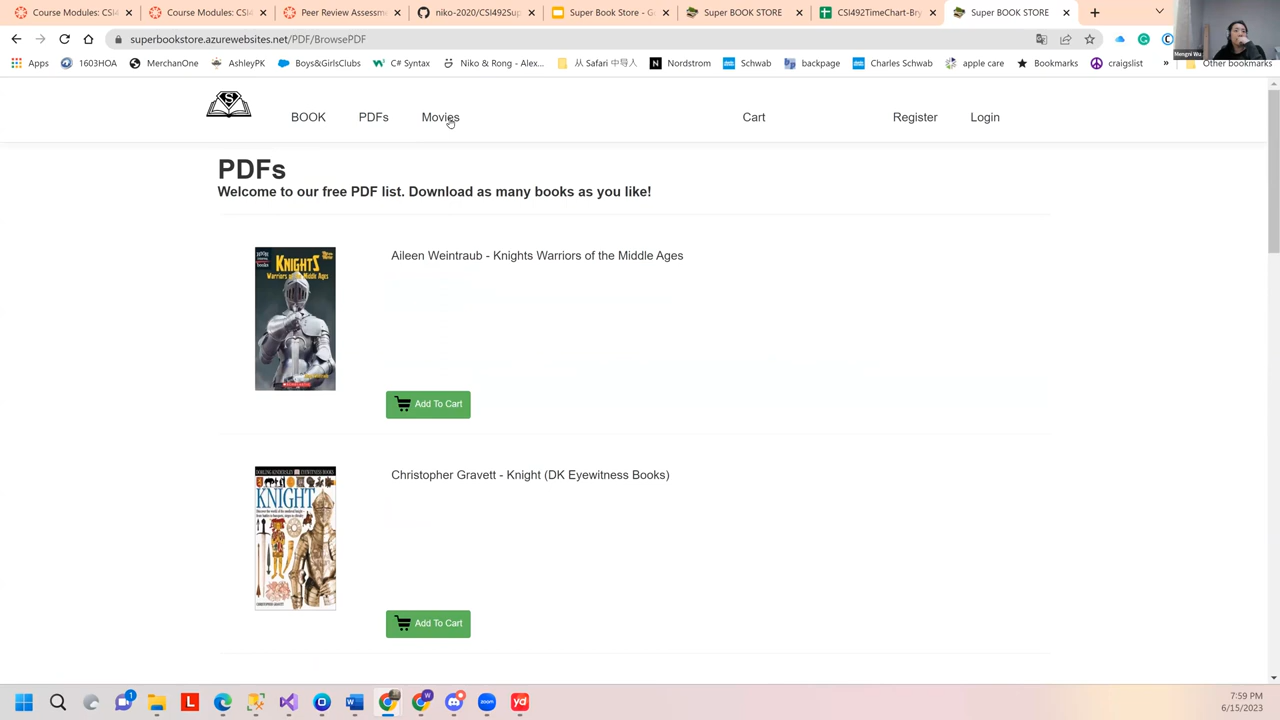 Course Modules: CSI4
Course Modules: CSI4
Peer Review Assessm
niko-2020/CSI492Sup
Super Book Store - G
Super BOOK STORE
CSI492TimeChart-Bry
Super BOOK STORE
superbookstore.azurewebsites.net/PDF/BrowsePDF
Mengni Wu
Apps
1603HOA
MerchanOne
AshleyPK
Boys&GirlsClubs
C# Syntax
Niko Rong - Alex...
从 Safari 中导入
Nordstrom
Schwab
backpage
Charles Schwab
apple care
Bookmarks
craigslist
»
Other bookmarks
S
BOOK
PDFs
Movies
Cart
Register
Login
PDFs
Welcome to our free PDF list. Download as many books as you like!
KNIGHTS
Warriors of the Middle Ages
Aileen Weintraub - Knights Warriors of the Middle Ages
Add To Cart
KNIGHT
Christopher Gravett - Knight (DK Eyewitness Books)
Add To Cart
7:59 PM
6/15/2023